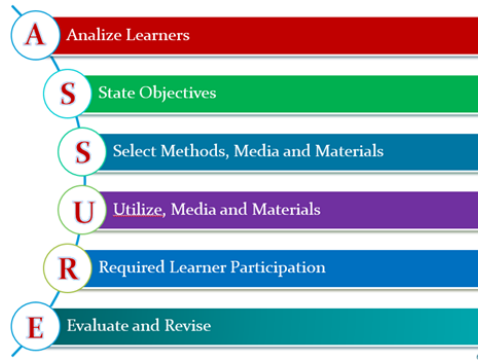 A Analize Learners
S State Objectives
S Select Methods, Media and Materials
U Utilize, Media and Materials
R Required Learner Participation
E Evaluate and Revise